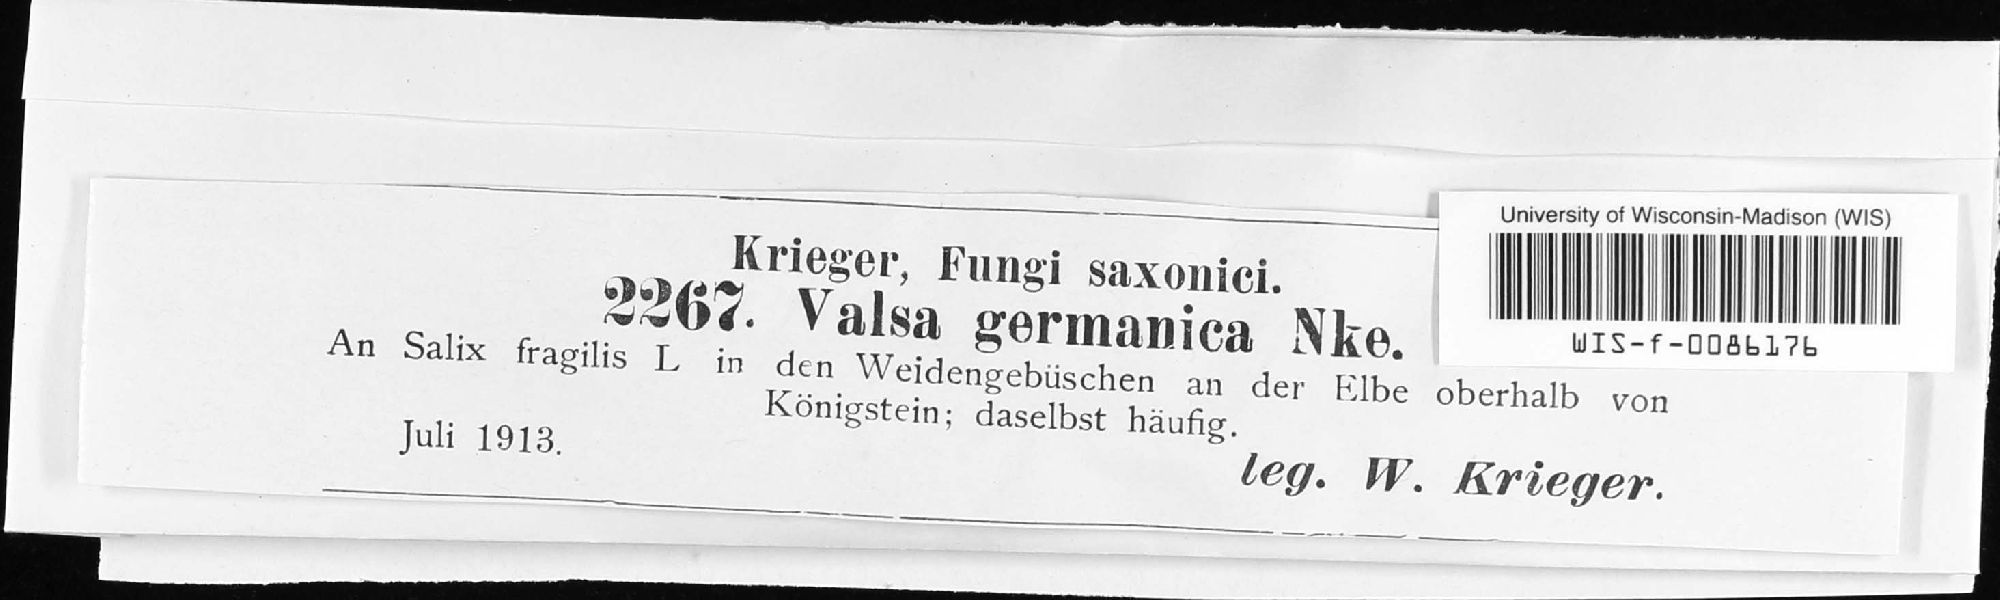 Krieger, Fungi saxonici.
2267. Valsa germanica Nke.
An Salix fragilis L in den Weidengebüschen an der Elbe oberhalb von
Königstein; daselbst häufig.
Juli 1913.
leg. W. Krieger.
University of Wisconsin-Madison (WIS)
WIS-f-0086176